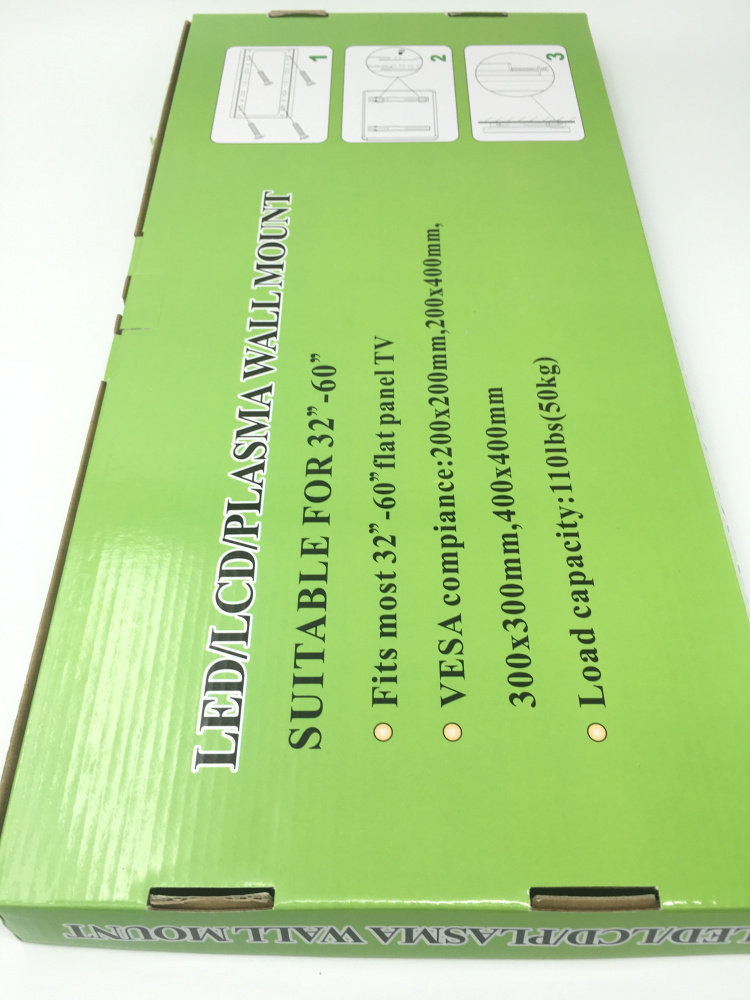 LED/LCD/PLASMA WALL MOUNT
SUITABLE FOR 32”-60”
Fits most 32”-60” flat panel TV
VESA compiance:200x200mm,200x400mm,
300x300mm,400x400mm
Load capacity:110lbs(50kg)
1
2
3
LED/LCD/PLASMA WALL MOUNT